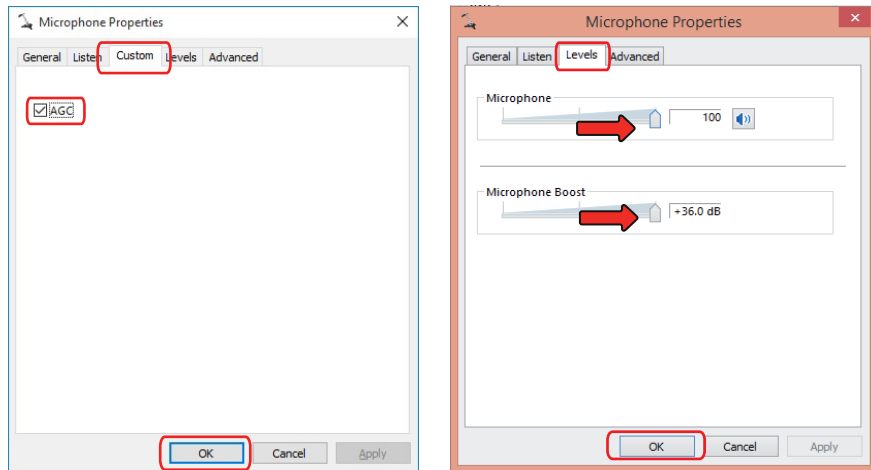 Microphone Properties
General Listen Custom Levels Advanced
AGC
OK Cancel Apply
Microphone Properties
General Listen Levels Advanced
Microphone
100
Microphone Boost
+36.0 dB
OK Cancel Apply